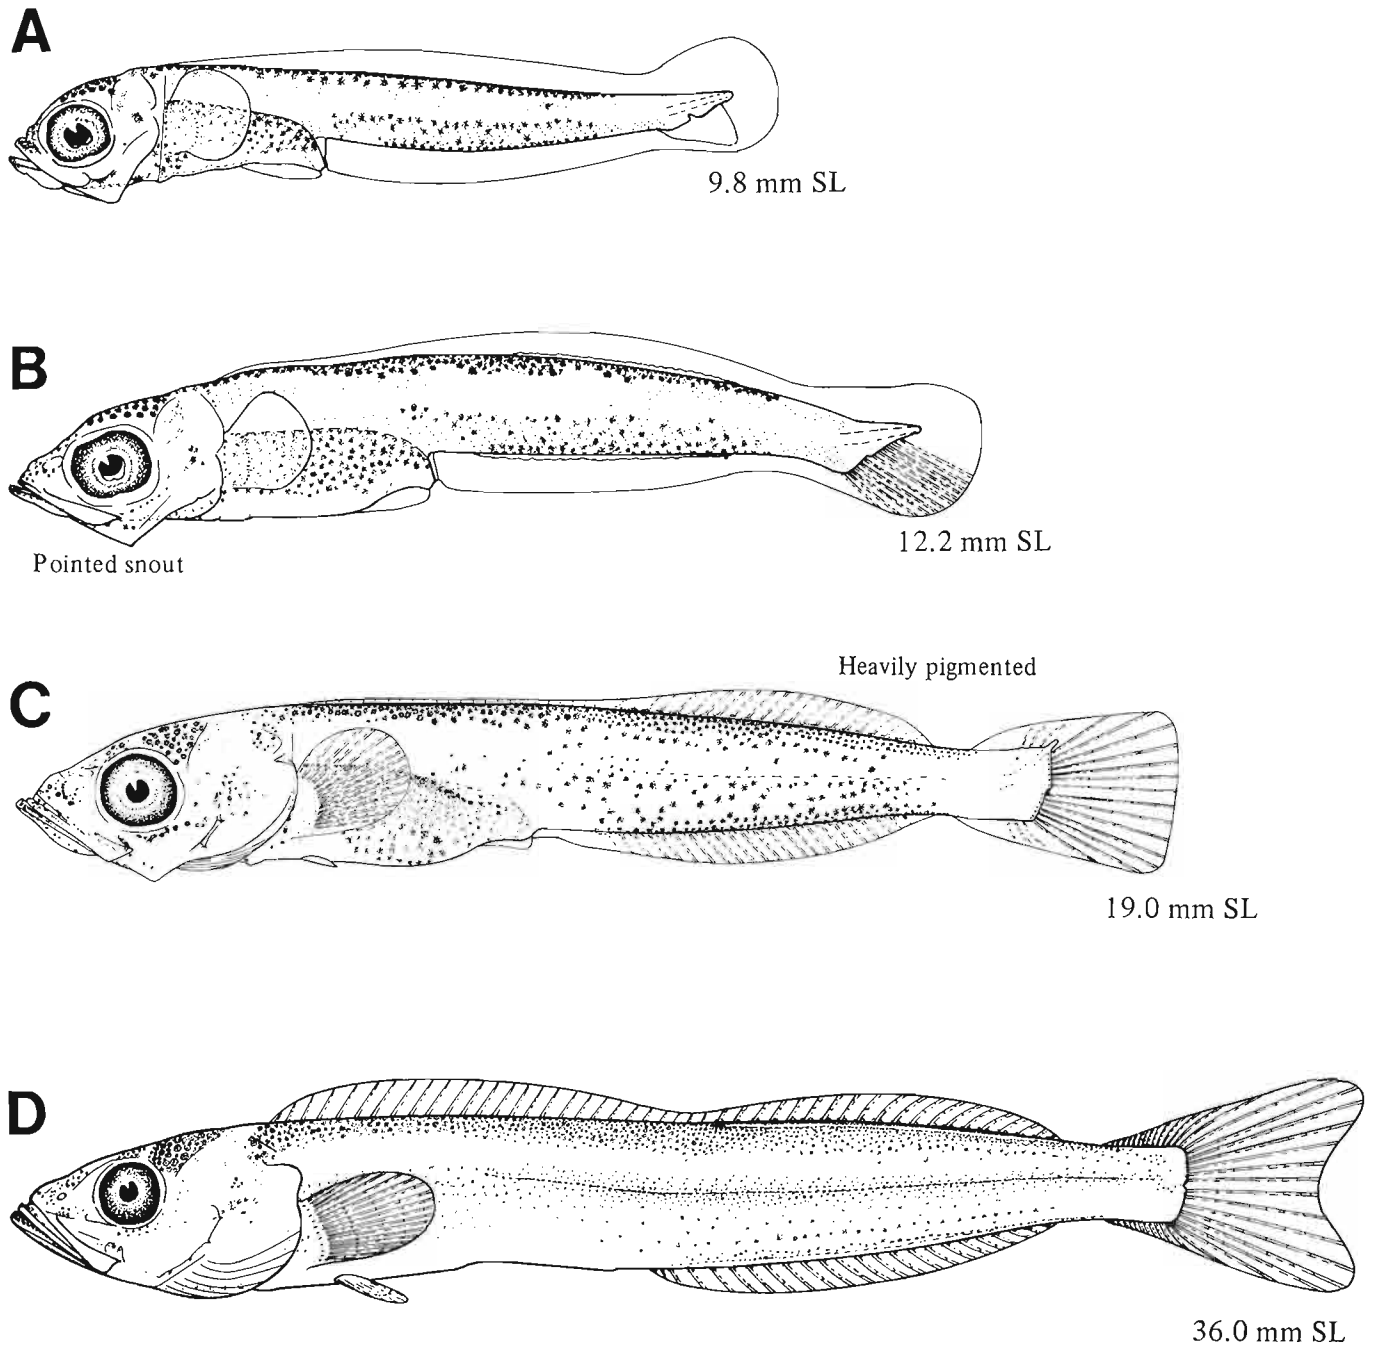 A
9.8 mm SL
B
12.2 mm SL
Pointed snout
Heavily pigmented
C
19.0 mm SL
D
36.0 mm SL